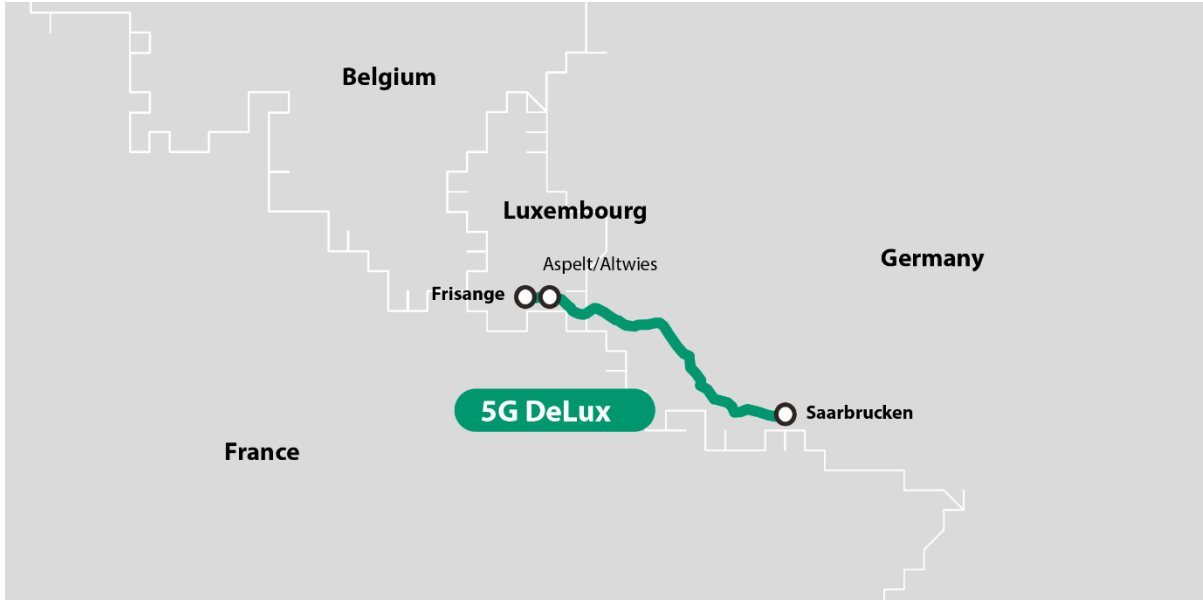 Belgium
Luxembourg
Germany
Aspelt/Altwies
Frisange
5G DeLux
Saarbrucken
France